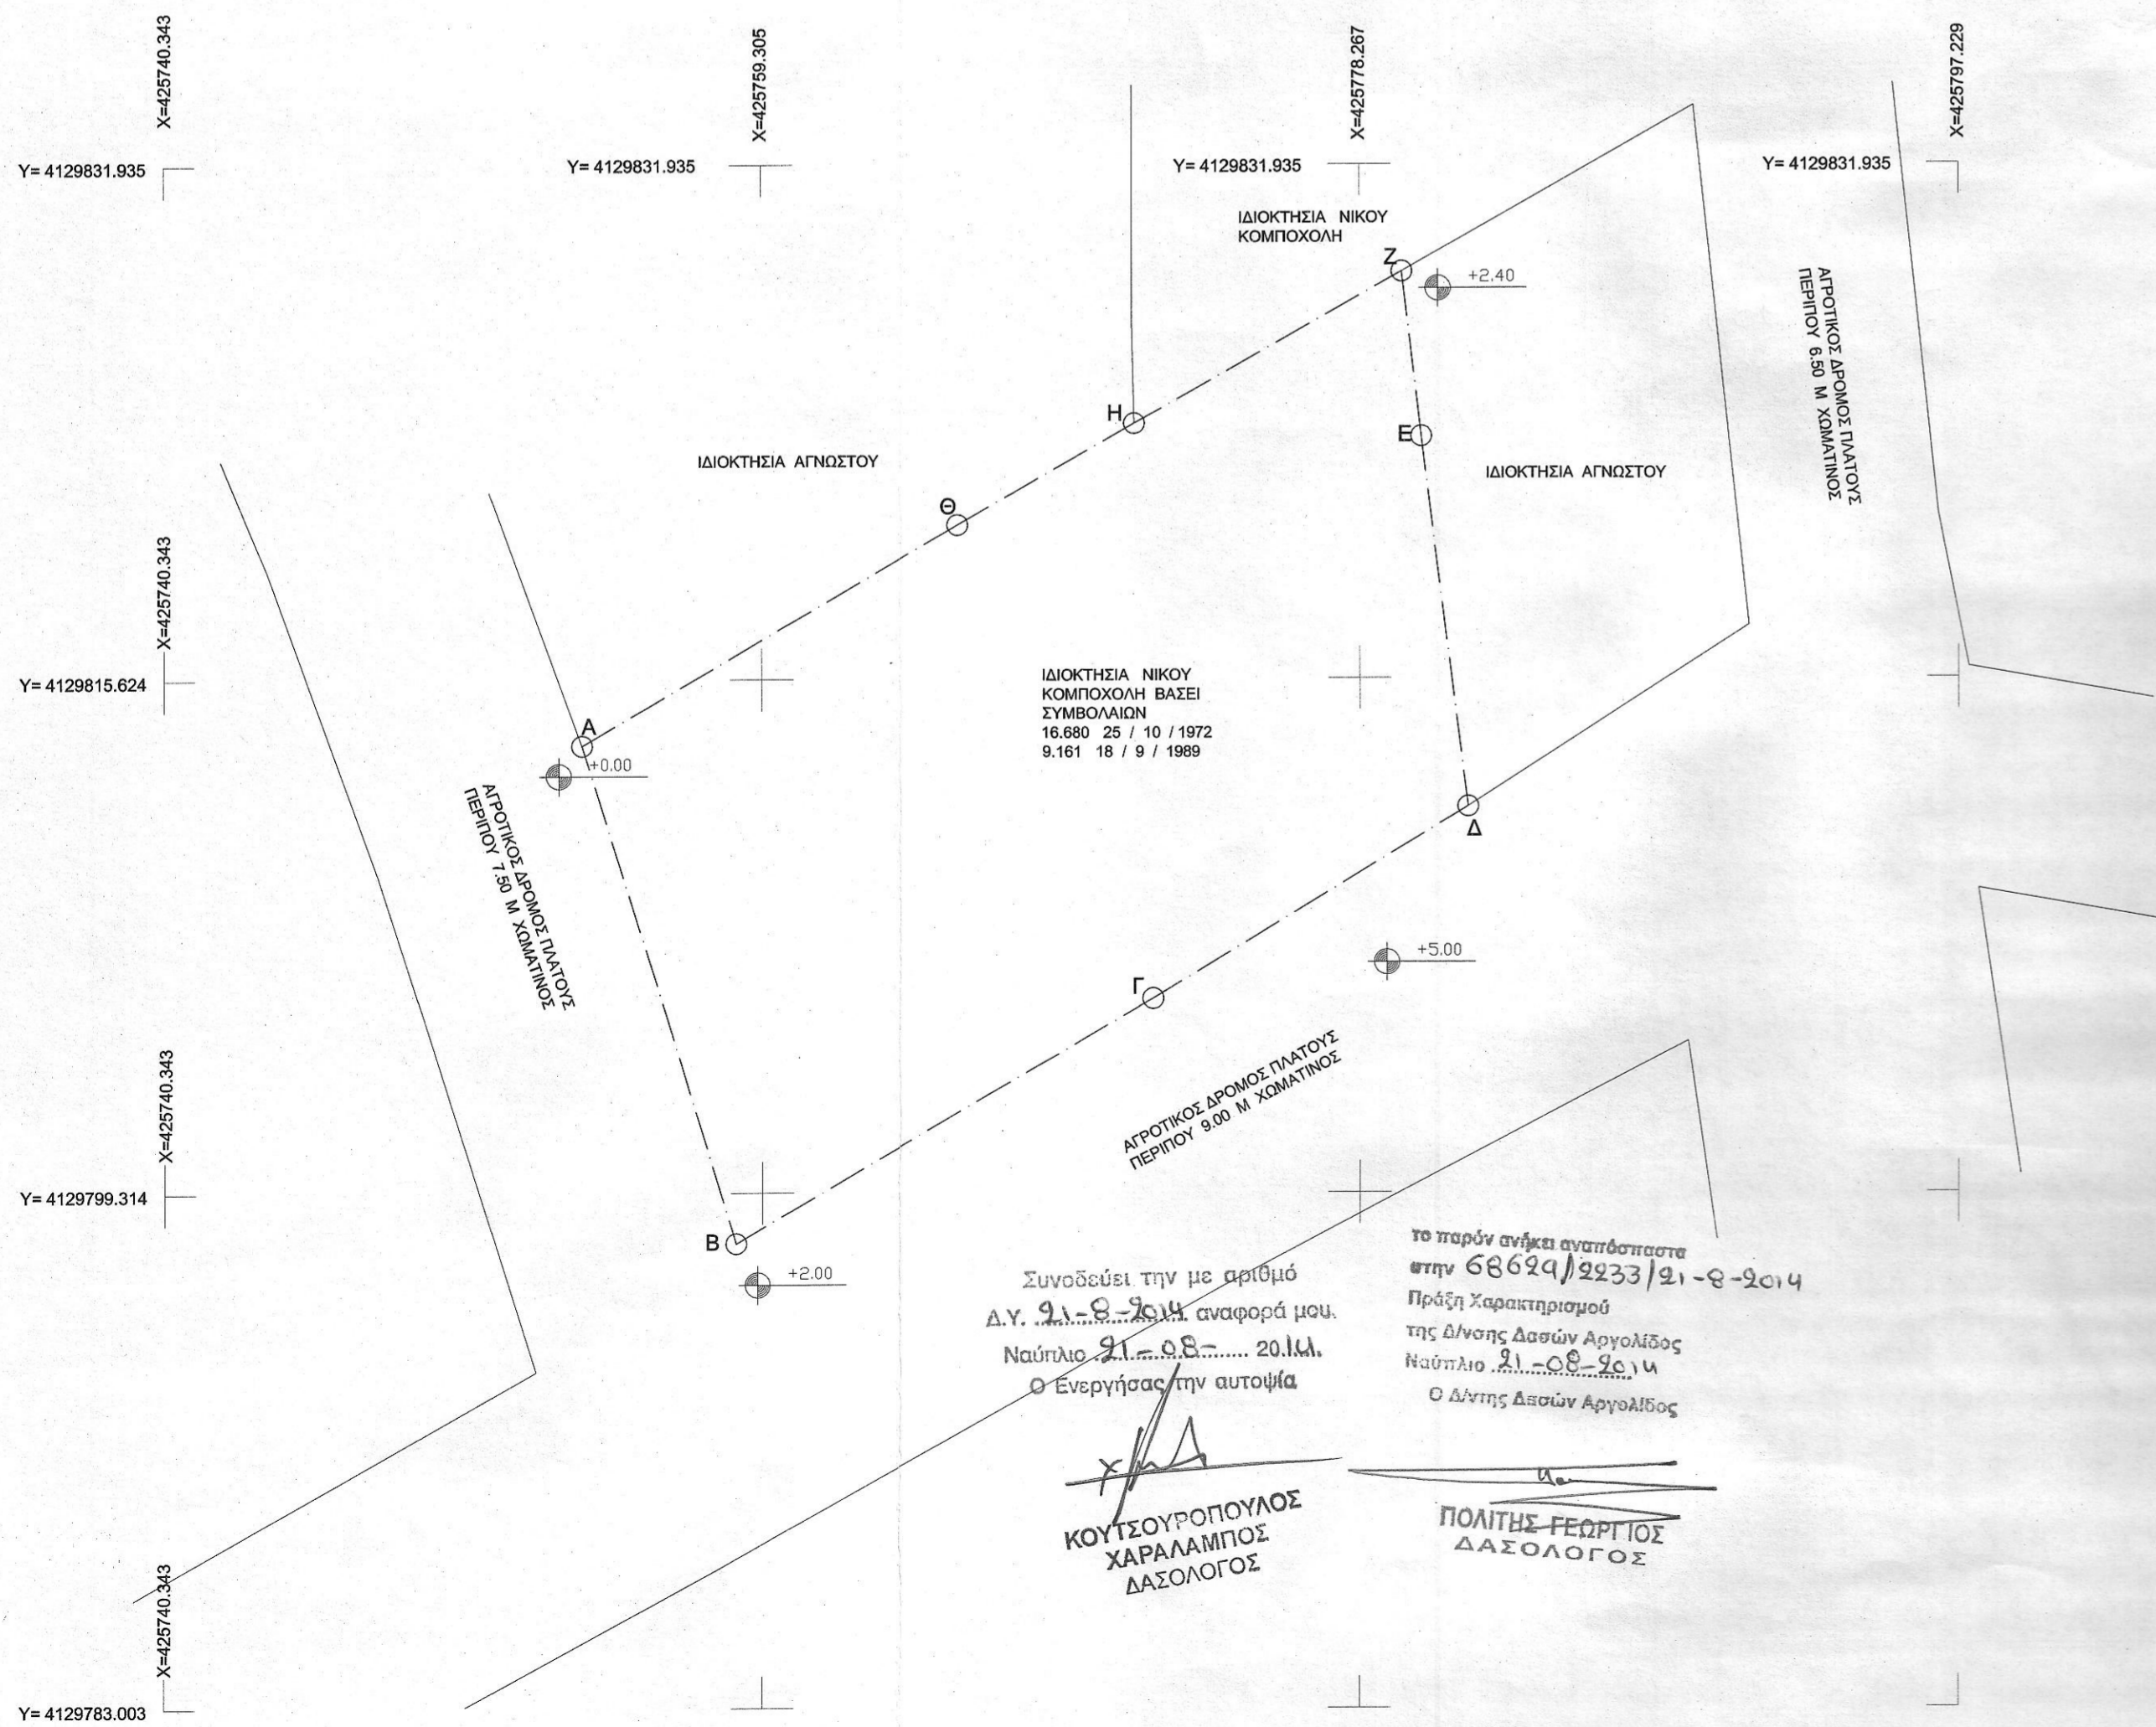 X=425740.343
X=425759.305
X=425778.267
X=425797.229
Y= 4129831.935
Y= 4129831.935
Y= 4129831.935
Y= 4129831.935
ΙΔΙΟΚΤΗΣΙΑ ΝΙΚΟΥ
ΚΟΜΠΟΧΟΛΗ
Ζ
+2.40
ΑΓΡΟΤΙΚΟΣ ΔΡΟΜΟΣ ΠΛΑΤΟΥΣ
ΠΕΡΙΠΟΥ 6.50 Μ ΧΩΜΑΤΙΝΟΣ
Η
Ε
ΙΔΙΟΚΤΗΣΙΑ ΑΓΝΩΣΤΟΥ
ΙΔΙΟΚΤΗΣΙΑ ΑΓΝΩΣΤΟΥ
Θ
X=425740.343
Y= 4129815.624
ΙΔΙΟΚΤΗΣΙΑ ΝΙΚΟΥ
ΚΟΜΠΟΧΟΛΗ ΒΑΣΕΙ
ΣΥΜΒΟΛΑΙΩΝ
16.680 25 / 10 / 1972
9.161 18 / 9 / 1989
Α
+0.00
ΑΓΡΟΤΙΚΟΣ ΔΡΟΜΟΣ ΠΛΑΤΟΥΣ
ΠΕΡΙΠΟΥ 7.50 Μ ΧΩΜΑΤΙΝΟΣ
Δ
+5.00
Γ
ΑΓΡΟΤΙΚΟΣ ΔΡΟΜΟΣ ΠΛΑΤΟΥΣ
ΠΕΡΙΠΟΥ 9.00 Μ ΧΩΜΑΤΙΝΟΣ
X=425740.343
Y= 4129799.314
Β
+2.00
Συνοδεύει την με αριθμό
Δ.Υ. 21-8-2014 αναφορά μου.
Ναύπλιο 21-08- 2014.
Ο Ενεργήσας την αυτοψία
ΚΟΥΤΣΟΥΡΟΠΟΥΛΟΣ
ΧΑΡΑΛΑΜΠΟΣ
ΔΑΣΟΛΟΓΟΣ
το παρόν ανήκει αναπόσπαστα
στην 68629/2233/21-8-2014
Πράξη Χαρακτηρισμού
της Δ/νσης Δασών Αργολίδος
Ναύπλιο 21-08-2014
Ο Δ/ντης Δασών Αργολίδος
ΠΟΛΙΤΗΣ ΓΕΩΡΓΙΟΣ
ΔΑΣΟΛΟΓΟΣ
X=425740.343
Y= 4129783.003